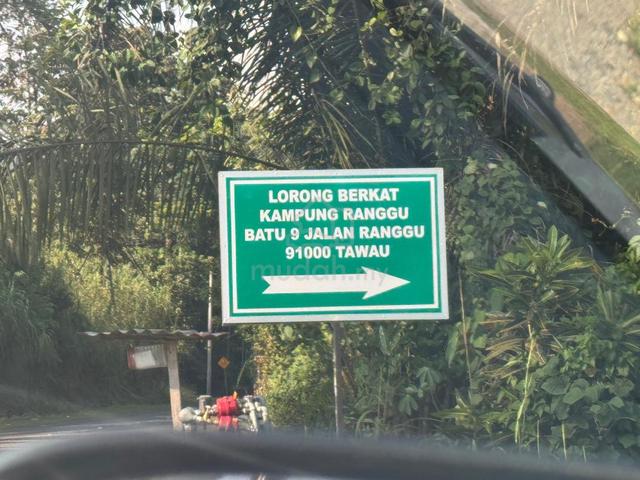 LORONG BERKAT
KAMPUNG RANGGU
BATU 9 JALAN RANGGU
91000 TAWAU
mudah.my